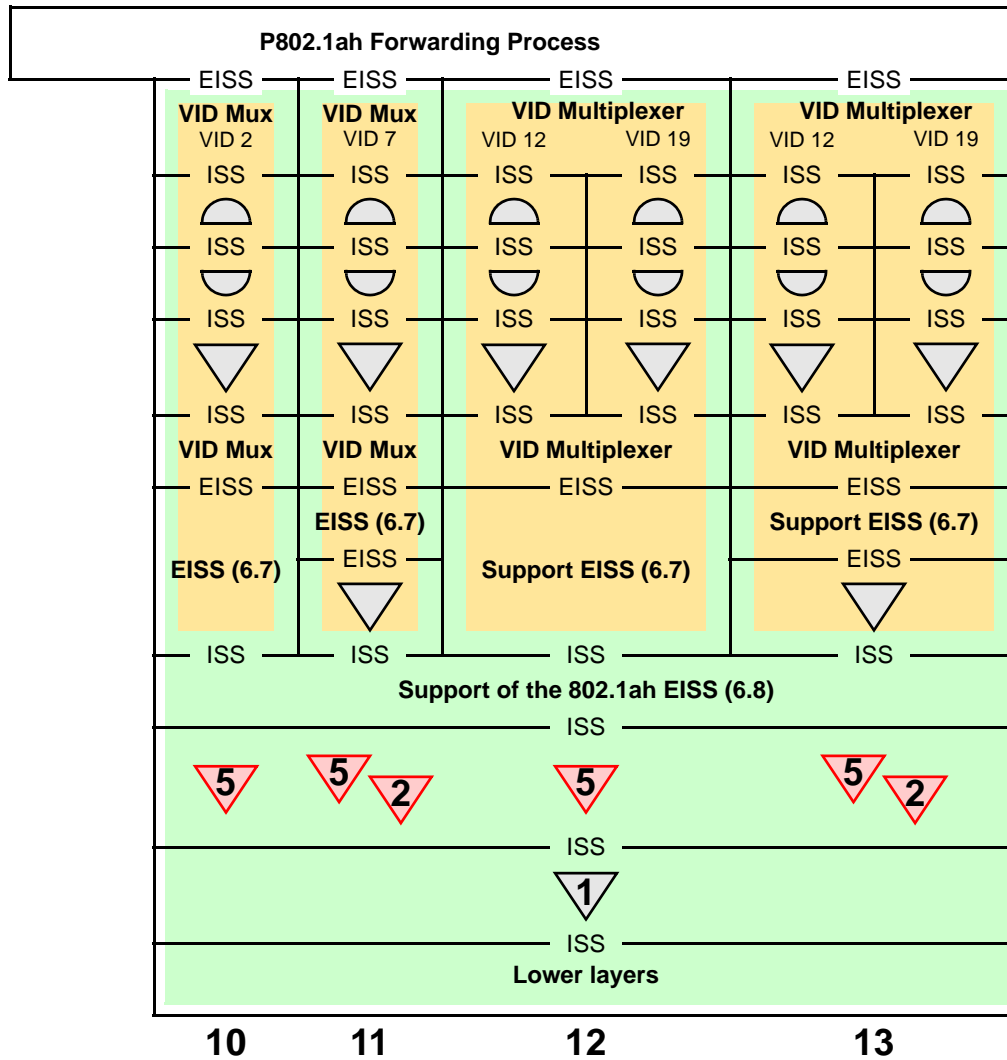 P802.1ah Forwarding Process
EISS EISS EISS EISS
VID Mux VID Mux VID Multiplexer VID Multiplexer
VID 2 VID 7 VID 12 VID 19 VID 12 VID 19
ISS ISS ISS ISS ISS ISS
ISS ISS ISS ISS ISS ISS
ISS ISS ISS ISS ISS ISS
ISS ISS ISS ISS ISS ISS
VID Mux VID Mux VID Multiplexer VID Multiplexer
EISS EISS EISS EISS
EISS (6.7) Support EISS (6.7)
EISS EISS
EISS (6.7) Support EISS (6.7)
ISS ISS ISS ISS
Support of the 802.1ah EISS (6.8)
ISS
5 5 2 5 5 2
ISS
1
ISS
Lower layers
10 11 12 13